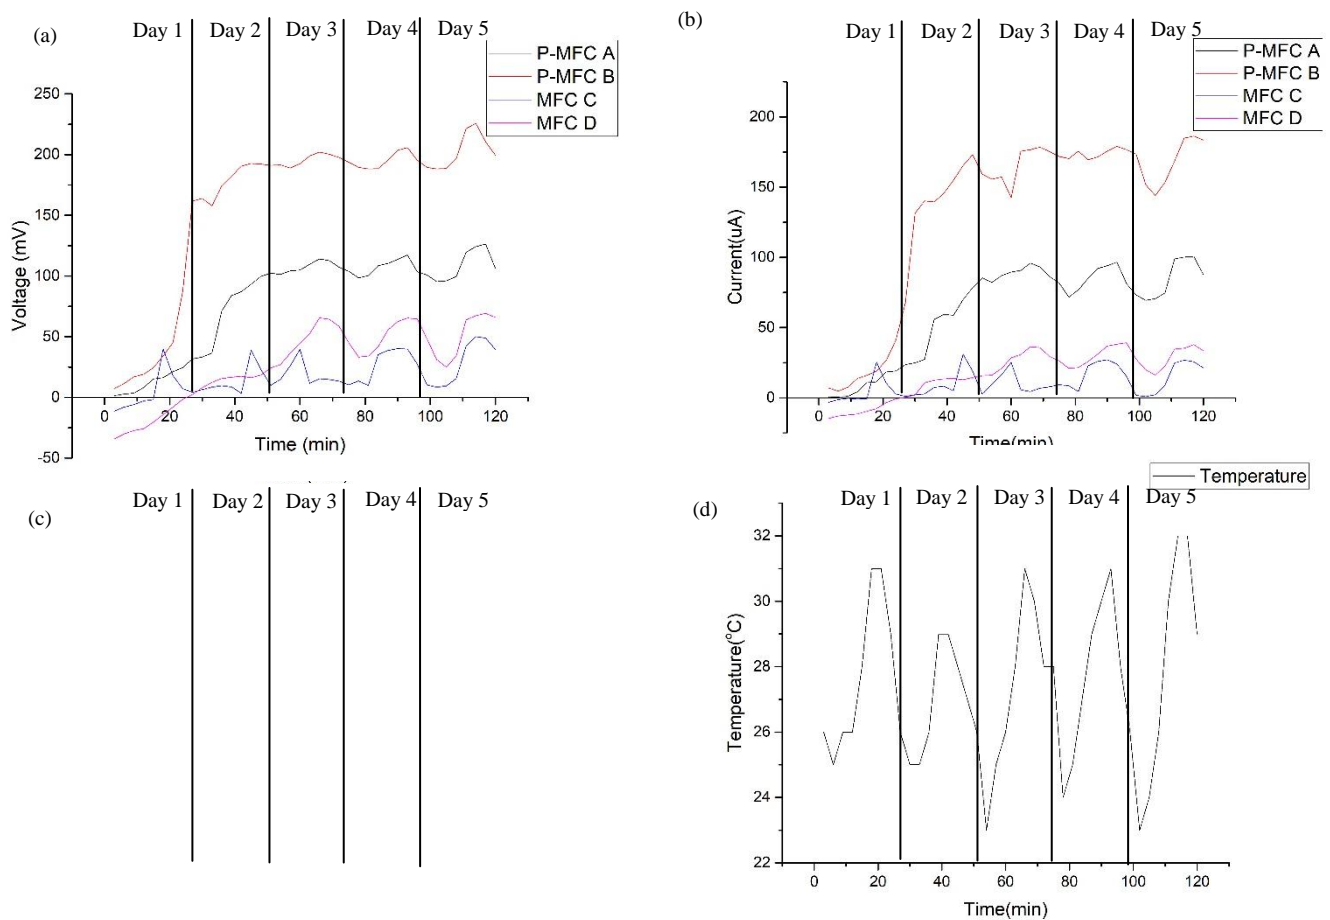 (a)
Day 1 Day 2 Day 3 Day 4 Day 5
P-MFC A
P-MFC B
MFC C
MFC D
250
200
150
100
50
0
-50
Voltage (mV)
0 20 40 60 80 100 120
Time (min)
(b)
Day 1 Day 2 Day 3 Day 4 Day 5
P-MFC A
P-MFC B
MFC C
MFC D
200
150
100
50
0
Current(uA)
0 20 40 60 80 100 120
Time(min)
(c)
Day 1 Day 2 Day 3 Day 4 Day 5
(d)
Temperature
Day 1 Day 2 Day 3 Day 4 Day 5
32
30
28
26
24
22
Temperature(°C)
0 20 40 60 80 100 120
Time(min)